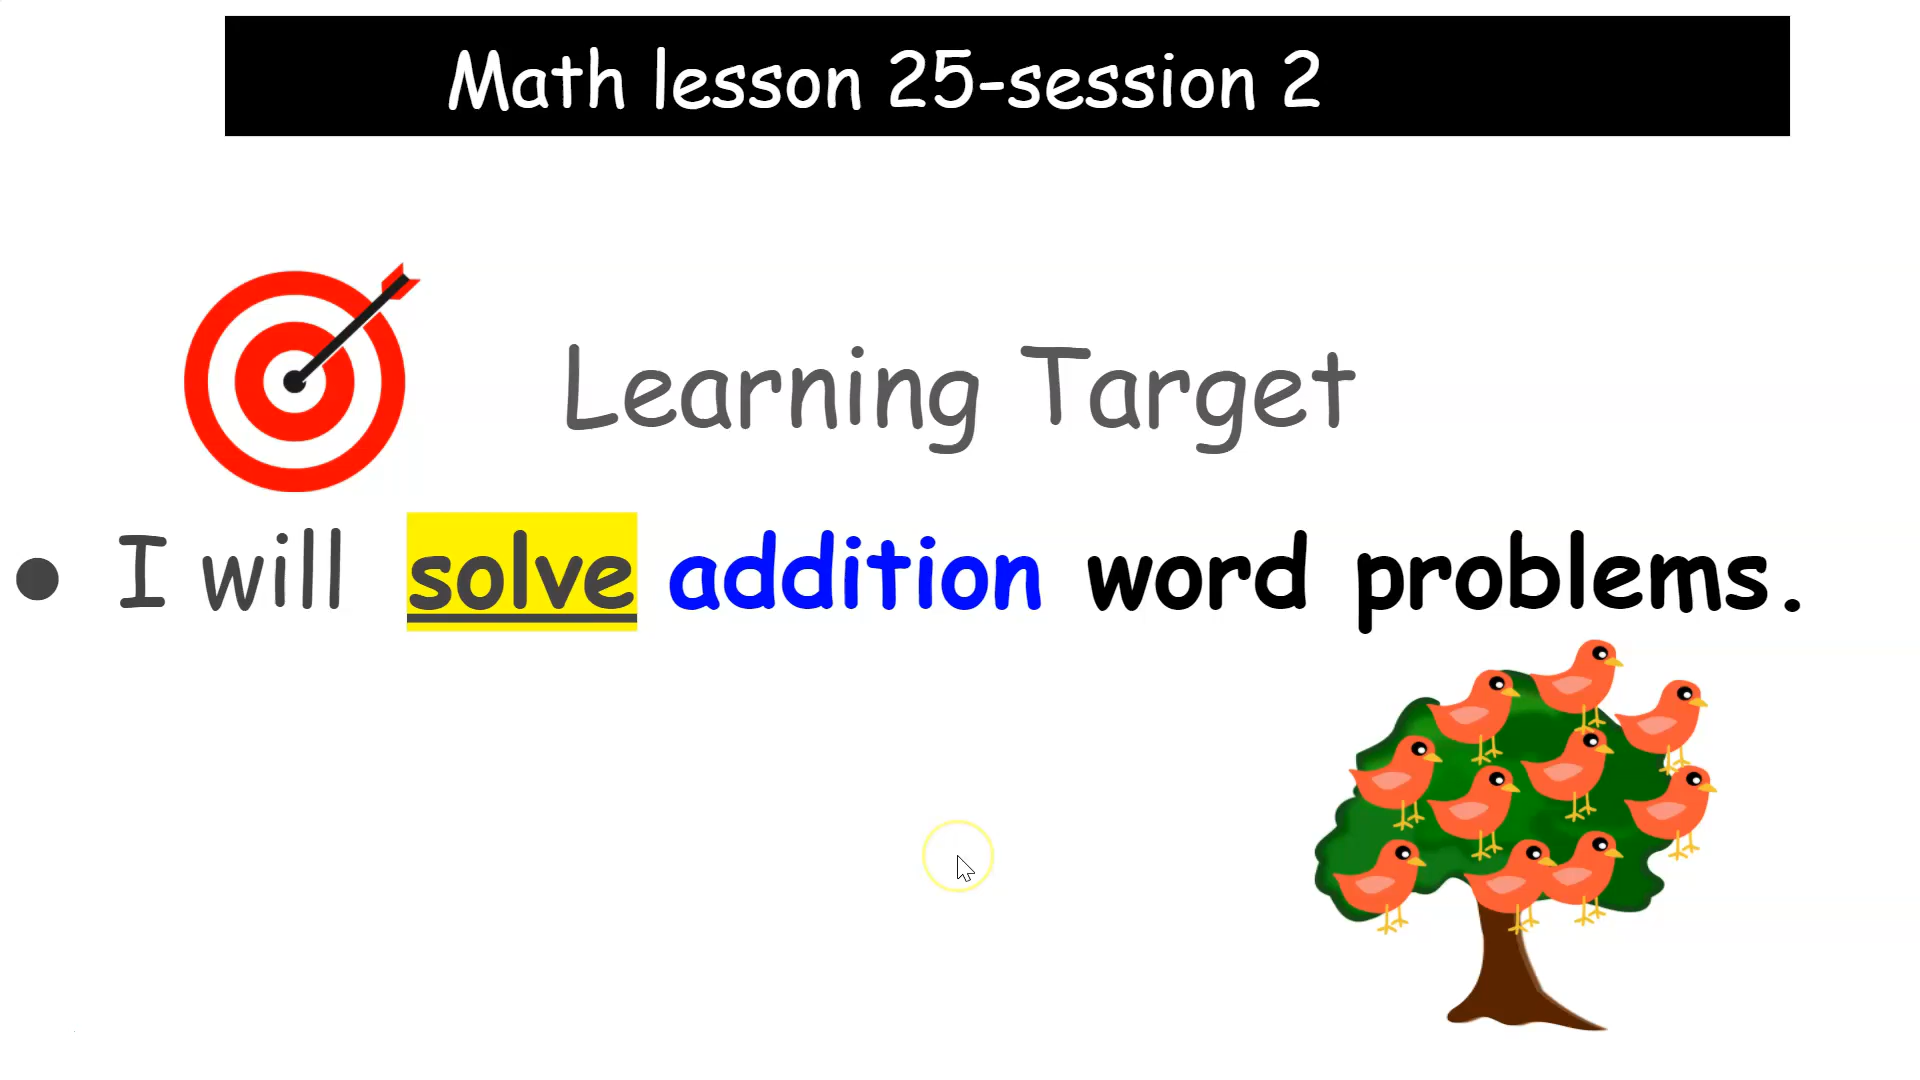 Math lesson 25-session 2
Learning Target
● I will solve addition word problems.